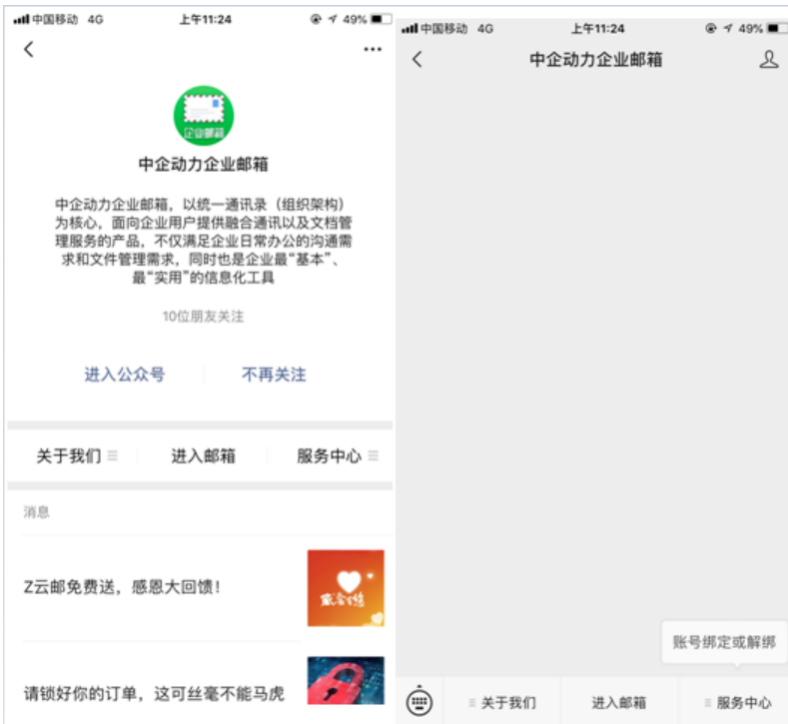 中国移动 4G 上午11:24 49%
企业邮箱
中企动力企业邮箱
中企动力企业邮箱，以统一通讯录（组织架构）
为核心，面向企业用户提供融合通讯以及文档管
理服务的产品，不仅满足企业日常办公的沟通需
求和文件管理需求，同时也是企业最“基本”、
最“实用”的信息化工具
10位朋友关注
进入公众号 不再关注
关于我们 进入邮箱 服务中心
消息
Z云邮免费送，感恩大回馈！
请锁好你的订单，这可丝毫不能马虎
中国移动 4G 上午11:24 49%
中企动力企业邮箱
账号绑定或解绑
关于我们 进入邮箱 服务中心